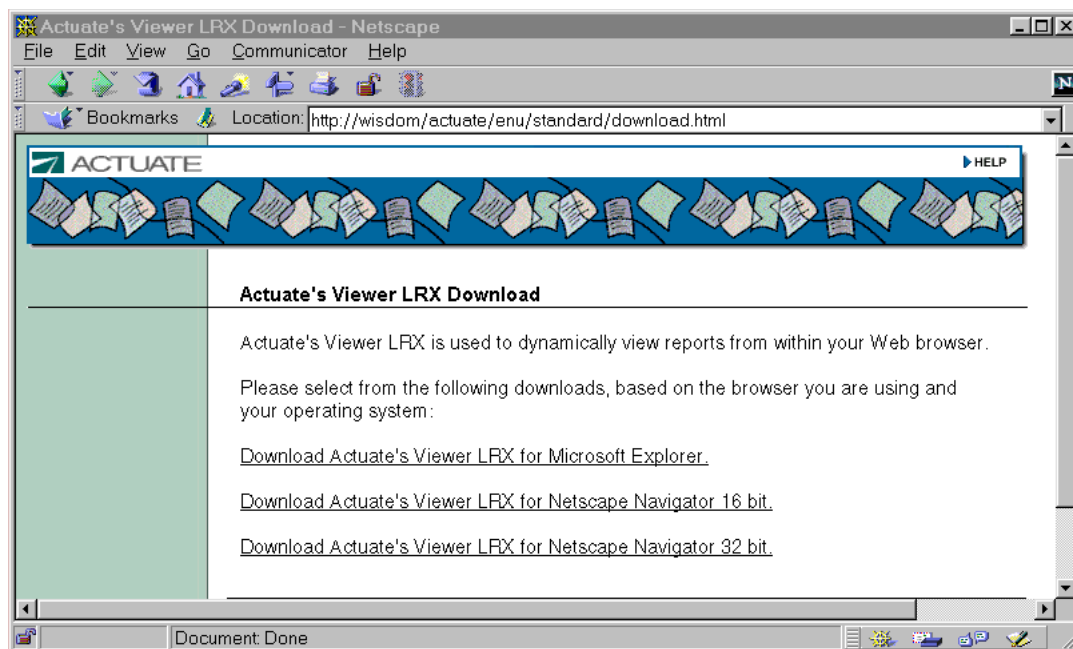 Actuate's Viewer LRX Download - Netscape
File Edit View Go Communicator Help
N
Bookmarks Location: http://wisdom/actuate/enu/standard/download.html
ACTUATE HELP
Actuate's Viewer LRX Download
Actuate's Viewer LRX is used to dynamically view reports from within your Web browser.
Please select from the following downloads, based on the browser you are using and
your operating system:
Download Actuate's Viewer LRX for Microsoft Explorer.
Download Actuate's Viewer LRX for Netscape Navigator 16 bit.
Download Actuate's Viewer LRX for Netscape Navigator 32 bit.
Document: Done